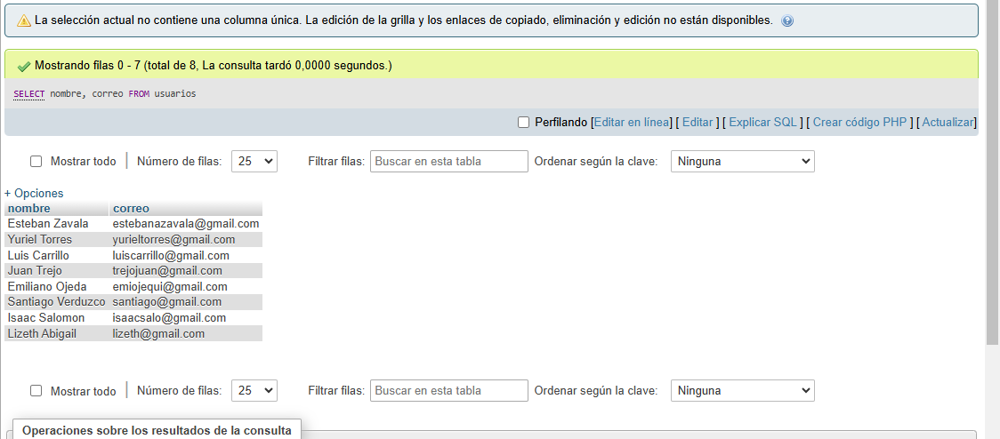 La selección actual no contiene una columna única. La edición de la grilla y los enlaces de copiado, eliminación y edición no están disponibles.
Mostrando filas 0 - 7 (total de 8, La consulta tardó 0,0000 segundos.)
SELECT nombre, correo FROM usuarios
Perfilando [Editar en línea] [ Editar ] [ Explicar SQL ] [ Crear código PHP ] [ Actualizar]
Mostrar todo Número de filas: 25 Filtrar filas: Buscar en esta tabla Ordenar según la clave: Ninguna
+ Opciones
nombre correo
Esteban Zavala estebanazavala@gmail.com
Yuriel Torres yurieltorres@gmail.com
Luis Carrillo luiscarrillo@gmail.com
Juan Trejo trejojuan@gmail.com
Emiliano Ojeda emiojequi@gmail.com
Santiago Verduzco santiago@gmail.com
Isaac Salomon isaacsalo@gmail.com
Lizeth Abigail lizeth@gmail.com
Mostrar todo Número de filas: 25 Filtrar filas: Buscar en esta tabla Ordenar según la clave: Ninguna
Operaciones sobre los resultados de la consulta